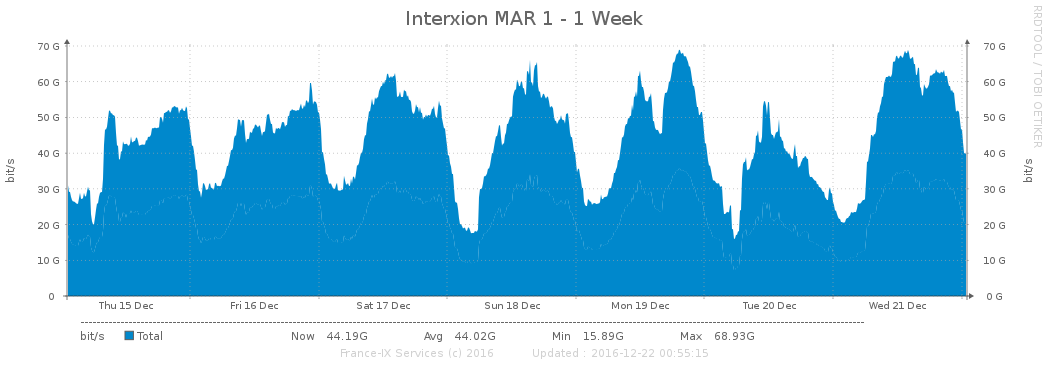 Interxion MAR 1 - 1 Week
RRDTOOL / TOBI OETIKER
bit/s
70 G
60 G
50 G
40 G
30 G
20 G
10 G
0
70 G
60 G
50 G
40 G
30 G
20 G
10 G
0 G
bit/s
Thu 15 Dec Fri 16 Dec Sat 17 Dec Sun 18 Dec Mon 19 Dec Tue 20 Dec Wed 21 Dec
bit/s Total Now 44.19G Avg 44.02G Min 15.89G Max 68.93G
France-IX Services (c) 2016 Updated : 2016-12-22 00:55:15